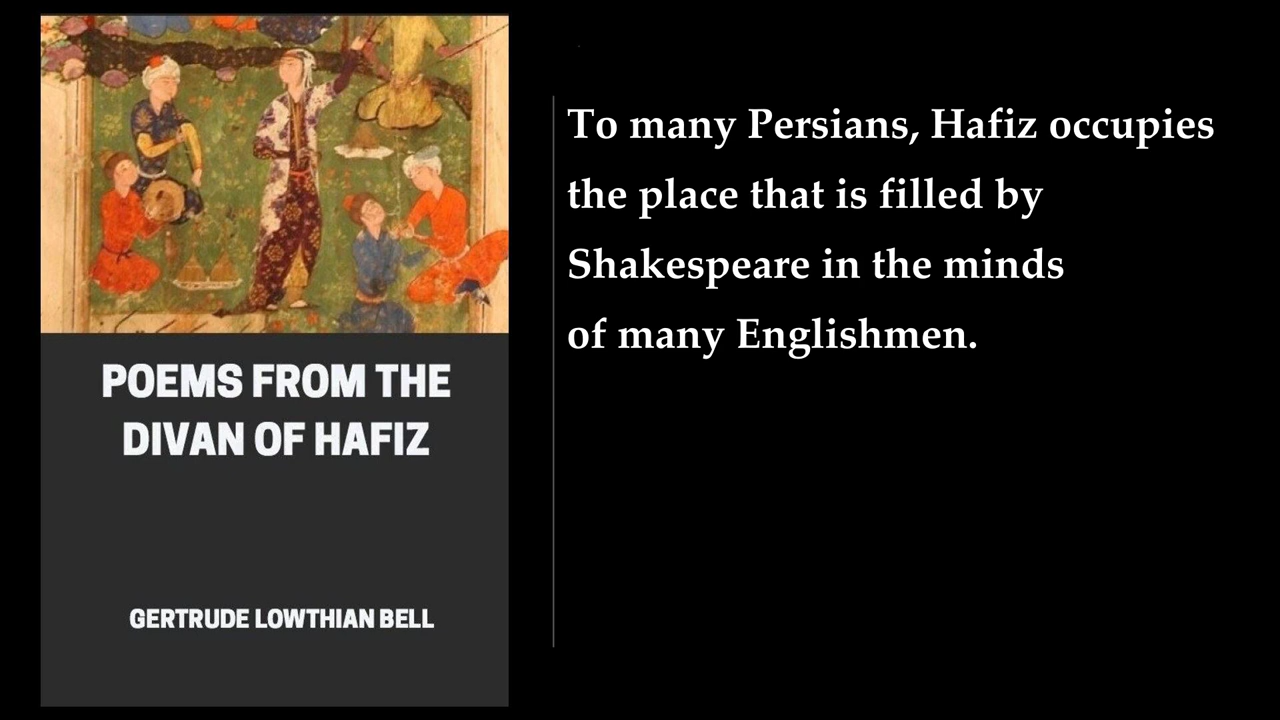 POEMS FROM THE
DIVAN OF HAFIZ
GERTRUDE LOWTHIAN BELL
To many Persians, Hafiz occupies
the place that is filled by
Shakespeare in the minds
of many Englishmen.